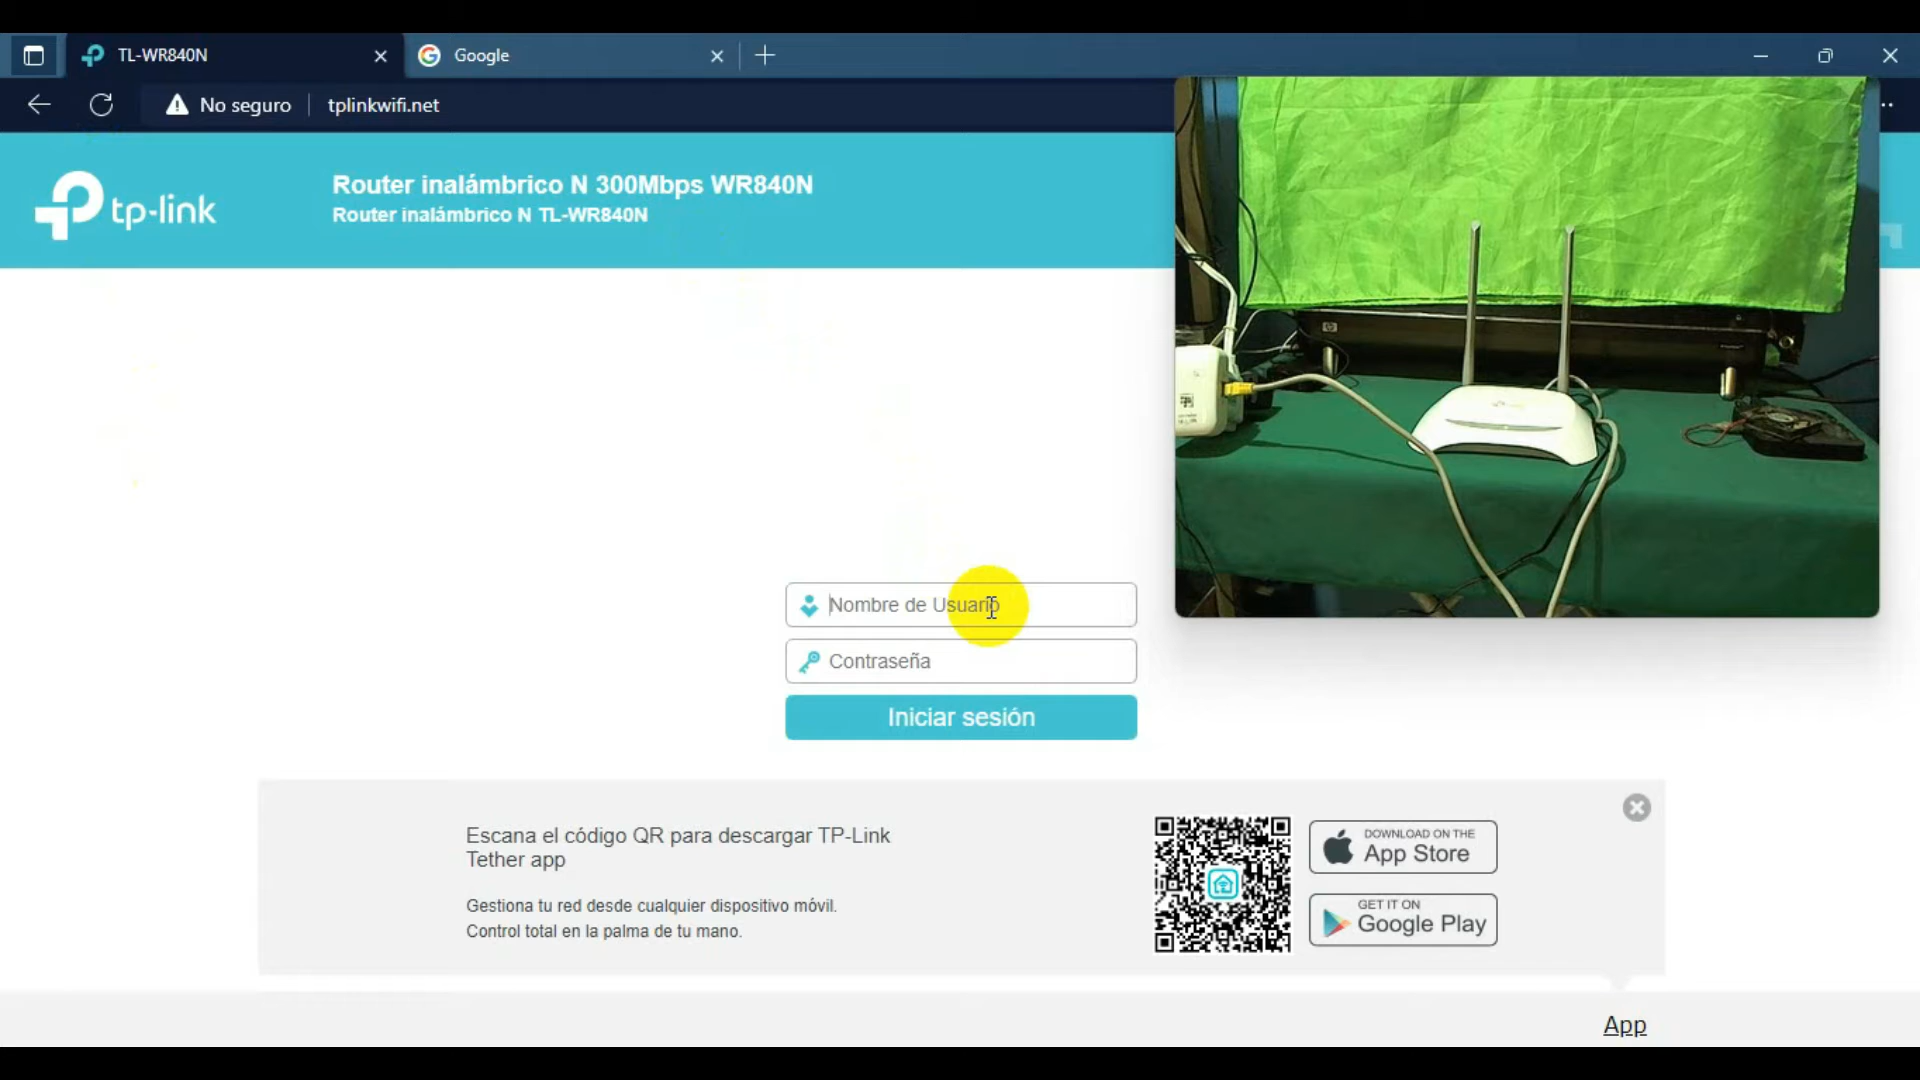 TL-WR840N
Google
No seguro
tplinkwifi.net
tp-link
Router inalámbrico N 300Mbps WR840N
Router inalámbrico N TL-WR840N
Nombre de Usuario
Contraseña
Iniciar sesión
Escana el código QR para descargar TP-Link
Tether app
Gestiona tu red desde cualquier dispositivo móvil.
Control total en la palma de tu mano.
DOWNLOAD ON THE
App Store
GET IT ON
Google Play
App